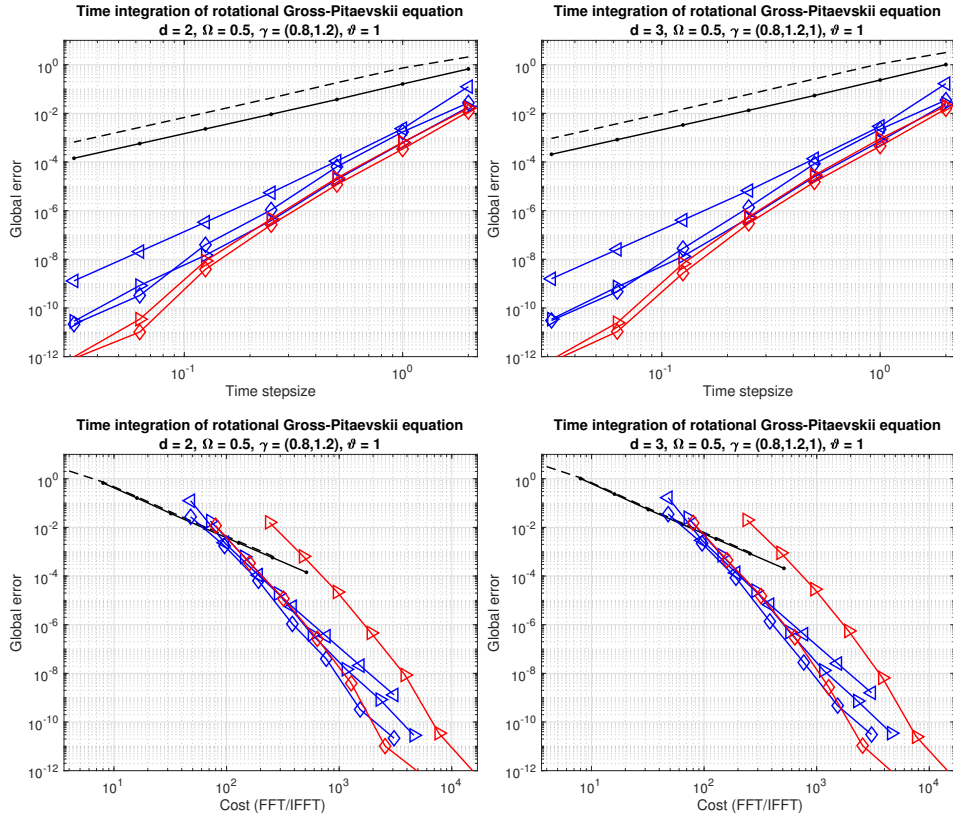 Time integration of rotational Gross-Pitaevskii equation
d = 2, Ω = 0.5, γ = (0.8,1.2), ϑ = 1
Global error
10^0
10^-2
10^-4
10^-6
10^-8
10^-10
10^-12
10^-1
10^0
Time stepsize
Time integration of rotational Gross-Pitaevskii equation
d = 3, Ω = 0.5, γ = (0.8,1.2,1), ϑ = 1
Global error
10^0
10^-2
10^-4
10^-6
10^-8
10^-10
10^-12
10^-1
10^0
Time stepsize
Time integration of rotational Gross-Pitaevskii equation
d = 2, Ω = 0.5, γ = (0.8,1.2), ϑ = 1
Global error
10^0
10^-2
10^-4
10^-6
10^-8
10^-10
10^-12
10^1
10^2
10^3
10^4
Cost (FFT/IFFT)
Time integration of rotational Gross-Pitaevskii equation
d = 3, Ω = 0.5, γ = (0.8,1.2,1), ϑ = 1
Global error
10^0
10^-2
10^-4
10^-6
10^-8
10^-10
10^-12
10^1
10^2
10^3
10^4
Cost (FFT/IFFT)